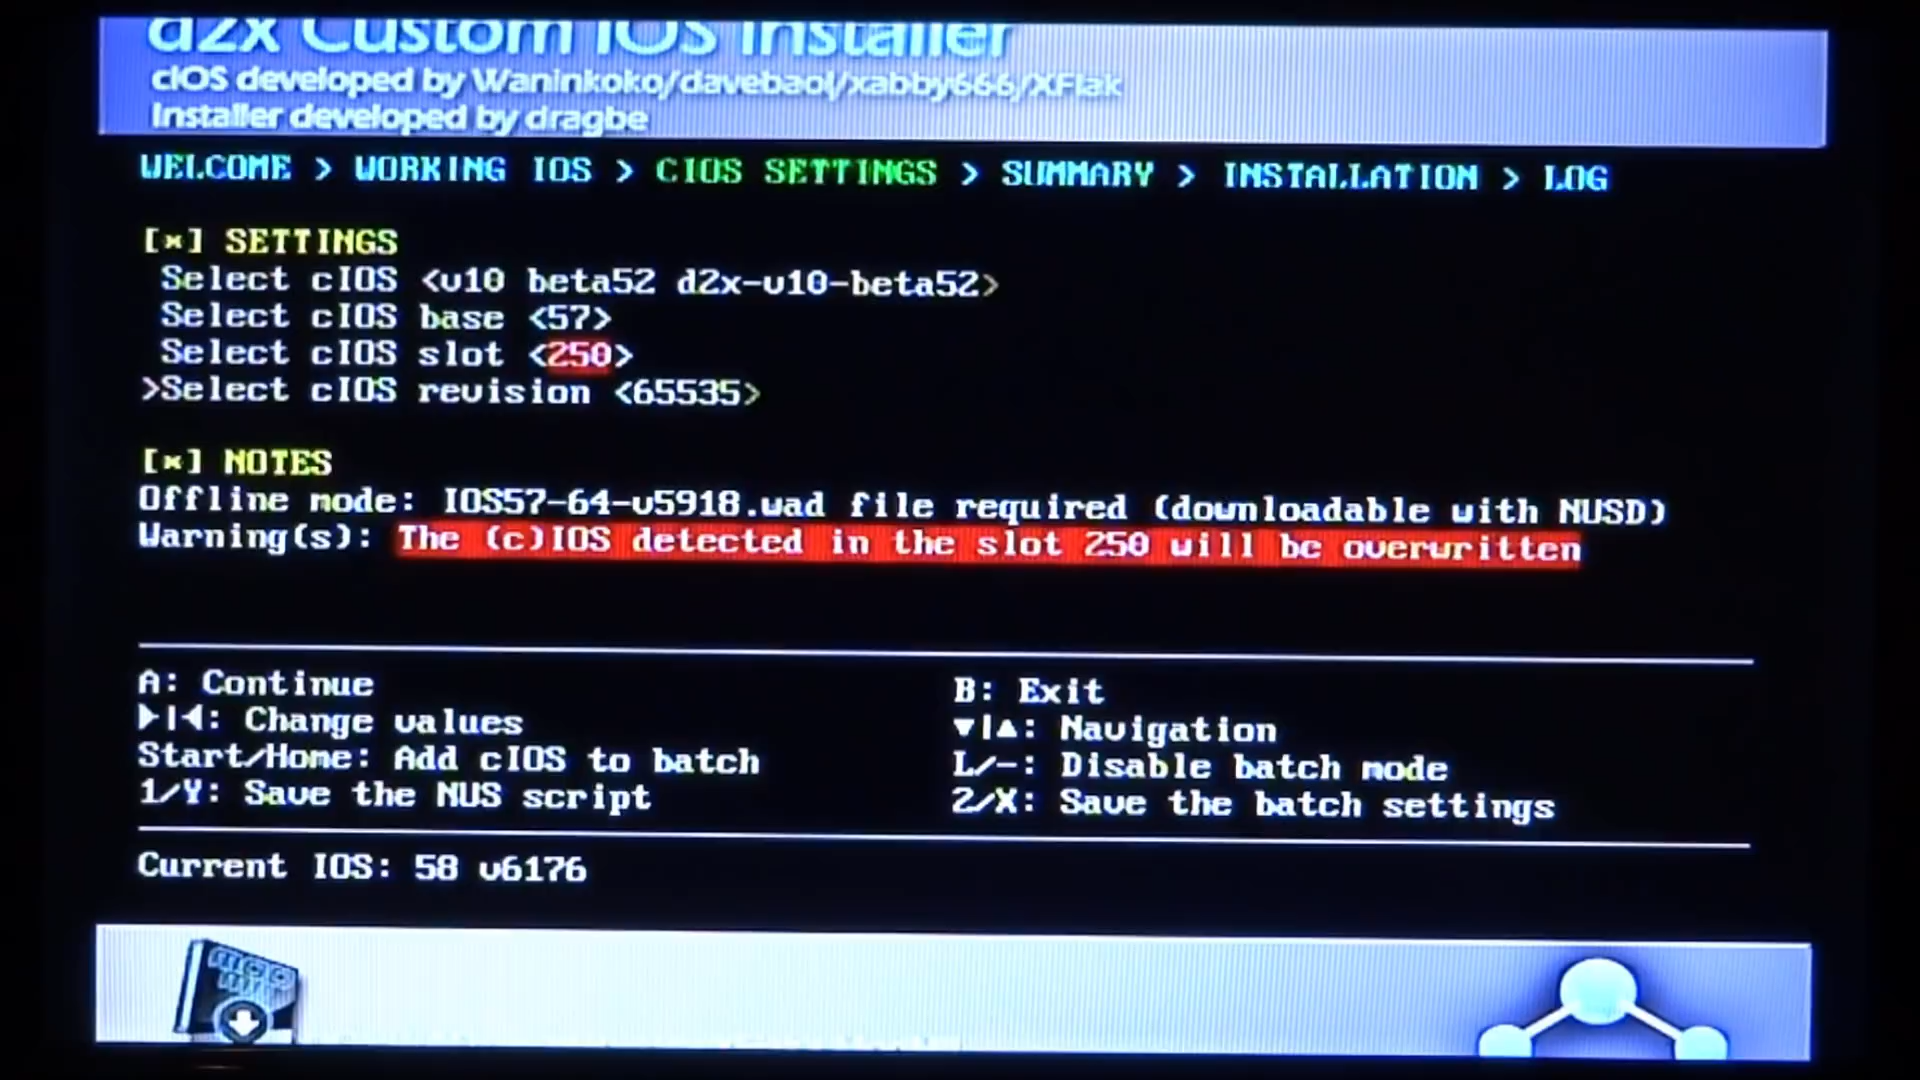 d2x Custom IOS Installer
cIOS developed by Waninkoko/davebaol/xabby666/XFlak
Installer developed by dragbe
WELCOME > WORKING IOS > CIOS SETTINGS > SUMMARY > INSTALLATION > LOG
[×] SETTINGS
Select cIOS <v10 beta52 d2x-v10-beta52>
Select cIOS base <57>
Select cIOS slot <250>
>Select cIOS revision <65535>
[×] NOTES
Offline mode: IOS57-64-v5918.wad file required (downloadable with NUSD)
Warning(s): The (c)IOS detected in the slot 250 will be overwritten
A: Continue
B: Exit
►|◄: Change values
▼|▲: Navigation
Start/Home: Add cIOS to batch
L/-: Disable batch mode
1/Y: Save the NUS script
2/X: Save the batch settings
Current IOS: 58 v6176